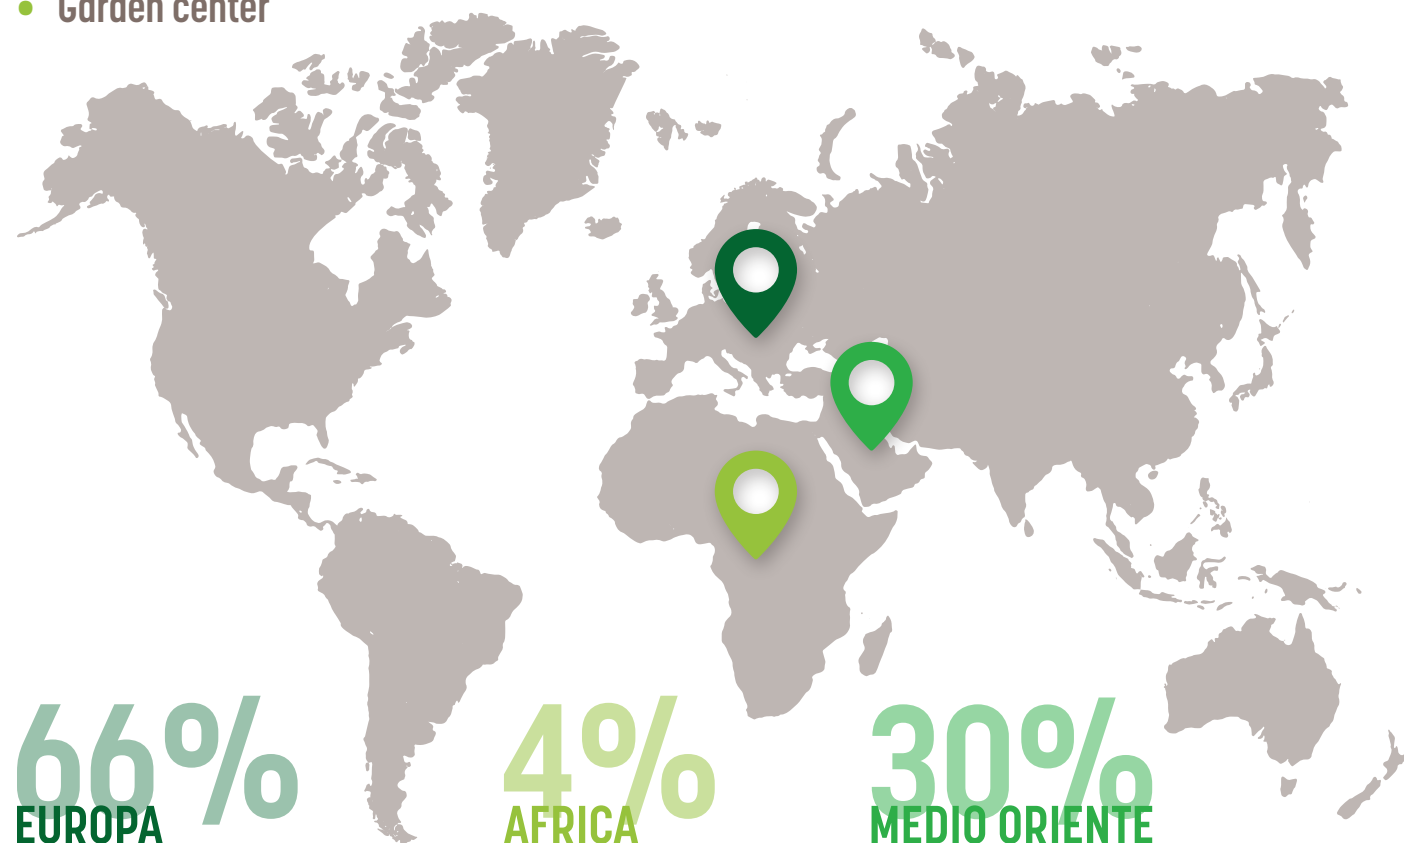 • Garden center
66%
EUROPA
4%
AFRICA
30%
MEDIO ORIENTE